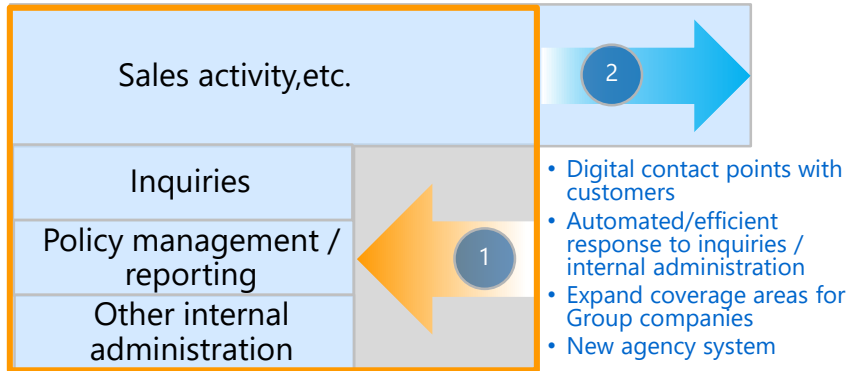 Sales activity,etc.
2
Inquiries
Policy management /
reporting
Other internal
administration
1
• Digital contact points with
customers
• Automated/efficient
response to inquiries /
internal administration
• Expand coverage areas for
Group companies
• New agency system